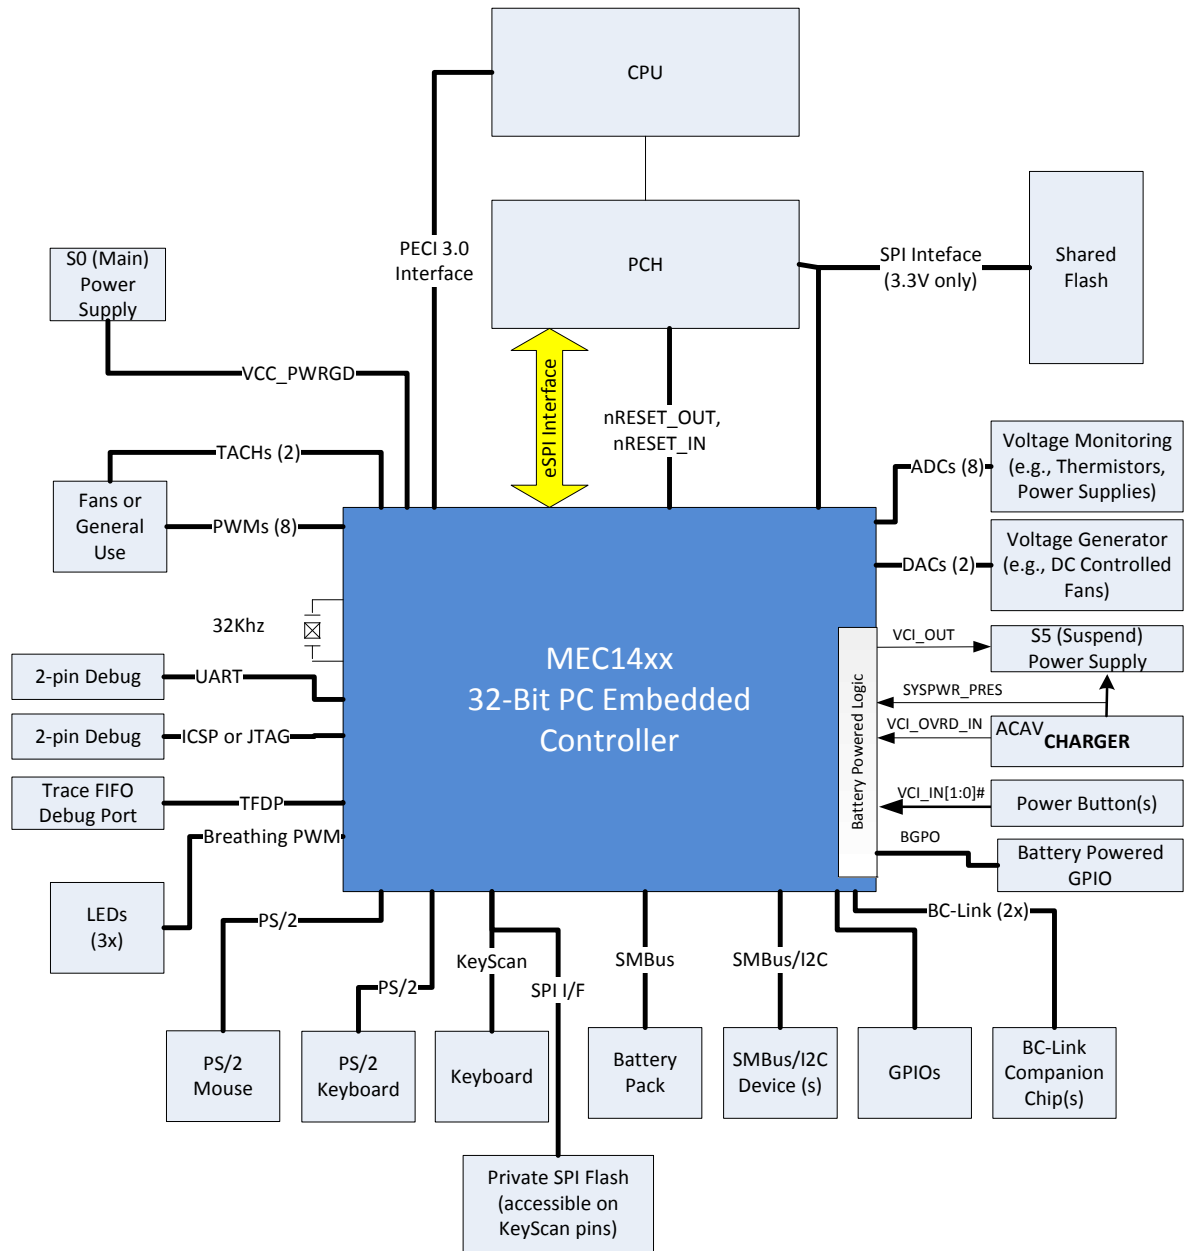 CPU
PECI 3.0
Interface
PCH
SPI Inteface
(3.3V only)
Shared
Flash
S0 (Main)
Power
Supply
VCC_PWRGD
eSPI Interface
nRESET_OUT,
nRESET_IN
TACHs (2)
Fans or
General
Use
PWMs (8)
ADCs (8)
Voltage Monitoring
(e.g., Thermistors,
Power Supplies)
DACs (2)
Voltage Generator
(e.g., DC Controlled
Fans)
32Khz
MEC14xx
32-Bit PC Embedded
Controller
Battery Powered Logic
VCI_OUT
S5 (Suspend)
Power Supply
SYSPWR_PRES
VCI_OVRD_IN
ACAV
CHARGER
VCI_IN[1:0]#
Power Button(s)
BGPO
Battery Powered
GPIO
2-pin Debug
UART
2-pin Debug
ICSP or JTAG
Trace FIFO
Debug Port
TFDP
Breathing PWM
LEDs
(3x)
PS/2
PS/2
KeyScan
SPI I/F
SMBus
SMBus/I2C
BC-Link (2x)
PS/2
Mouse
PS/2
Keyboard
Keyboard
Battery
Pack
SMBus/I2C
Device (s)
GPIOs
BC-Link
Companion
Chip(s)
Private SPI Flash
(accessible on
KeyScan pins)